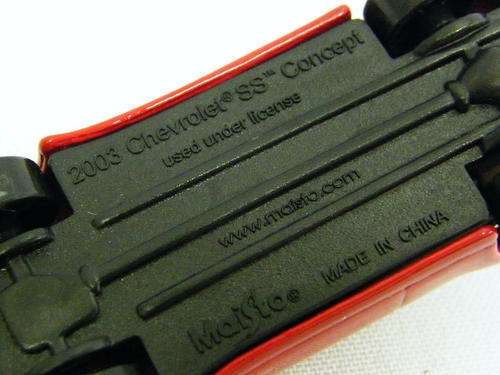 2003 Chevrolet® SS™ Concept
used under license
www.maisto.com
Maisto® MADE IN CHINA